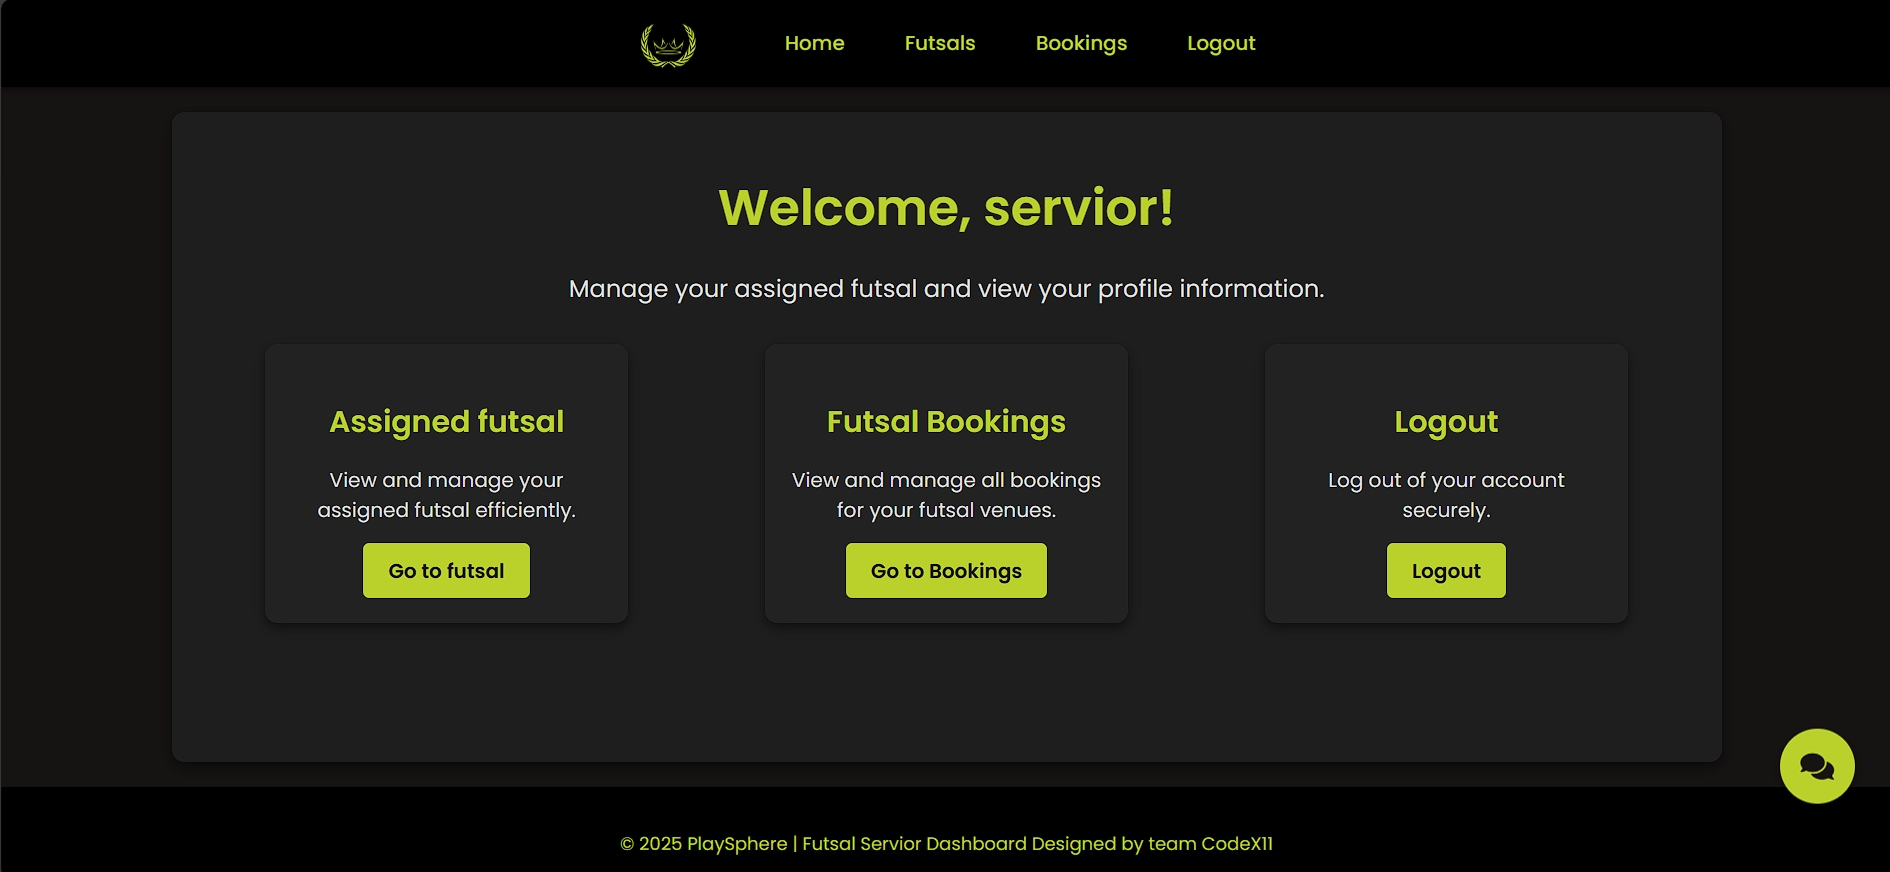 Home Futsals Bookings Logout
Welcome, servior!
Manage your assigned futsal and view your profile information.
Assigned futsal
View and manage your
assigned futsal efficiently.
Go to futsal
Futsal Bookings
View and manage all bookings
for your futsal venues.
Go to Bookings
Logout
Log out of your account
securely.
Logout
© 2025 PlaySphere | Futsal Servior Dashboard Designed by team CodeX11